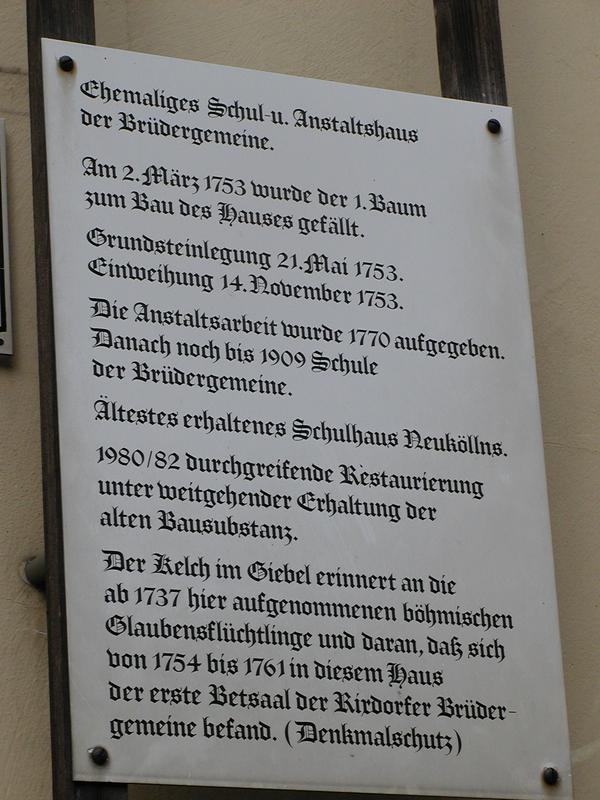 Ehemaliges Schul-u. Anstaltshaus
der Brüdergemeine.
Am 2. März 1753 wurde der 1. Baum
zum Bau des Hauses gefällt.
Grundsteinlegung 21. Mai 1753.
Einweihung 14. November 1753.
Die Anstaltsarbeit wurde 1770 aufgegeben.
Danach noch bis 1909 Schule
der Brüdergemeine.
Ältestes erhaltenes Schulhaus Neuköllns.
1980/82 durchgreifende Restaurierung
unter weitgehender Erhaltung der
alten Bausubstanz.
Der Kelch im Giebel erinnert an die
ab 1737 hier aufgenommenen böhmischen
Glaubensflüchtlinge und daran, daß sich
von 1754 bis 1761 in diesem Haus
der erste Betsaal der Rixdorfer Brüder-
gemeine befand. (Denkmalschutz)